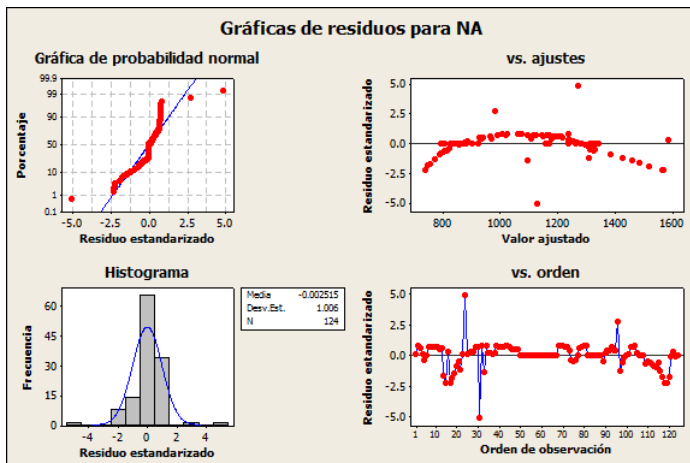 Gráficas de residuos para NA
Gráfica de probabilidad normal
99.9
99
90
50
10
1
0.1
Porcentaje
-5.0 -2.5 0.0 2.5 5.0
Residuo estandarizado
vs. ajustes
5.0
2.5
0.0
-2.5
-5.0
Residuo estandarizado
800 1000 1200 1400 1600
Valor ajustado
Histograma
60
45
30
15
0
Frecuencia
-4 -2 0 2 4
Residuo estandarizado
Media -0.002515
Desv.Est. 1.006
N 124
vs. orden
5.0
2.5
0.0
-2.5
-5.0
Residuo estandarizado
1 10 20 30 40 50 60 70 80 90 100 110 120
Orden de observación